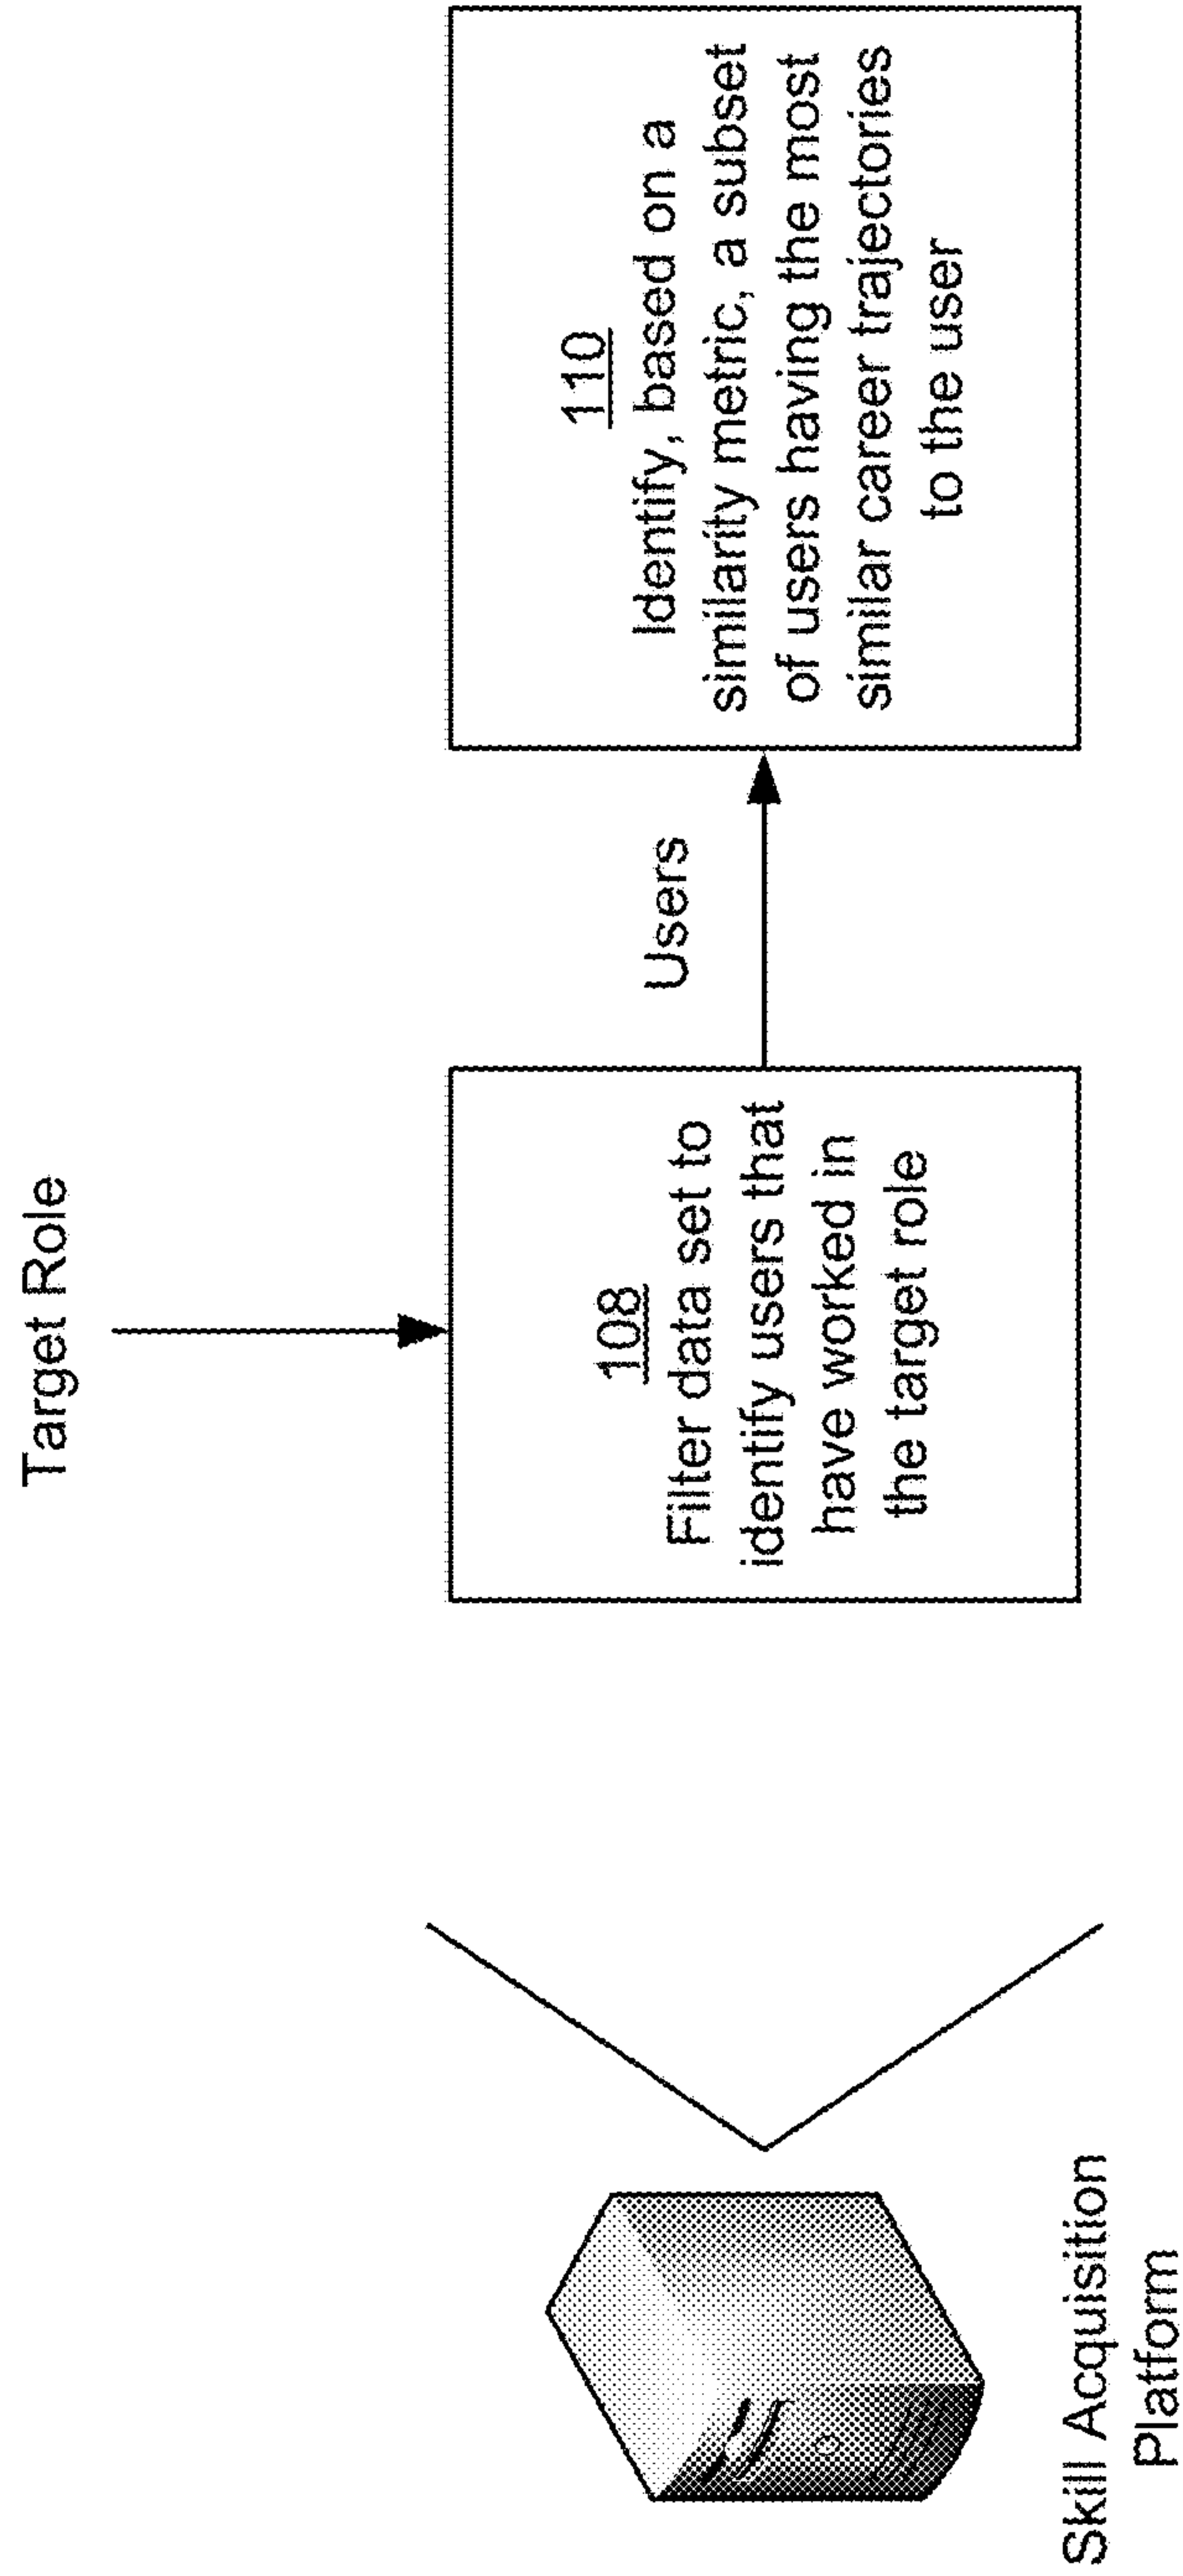 Target Role
Skill Acquisition
Platform
108
Filter data set to
identify users that
have worked in
the target role
Users
110
Identify, based on a
similarity metric, a subset
of users having the most
similar career trajectories
to the user